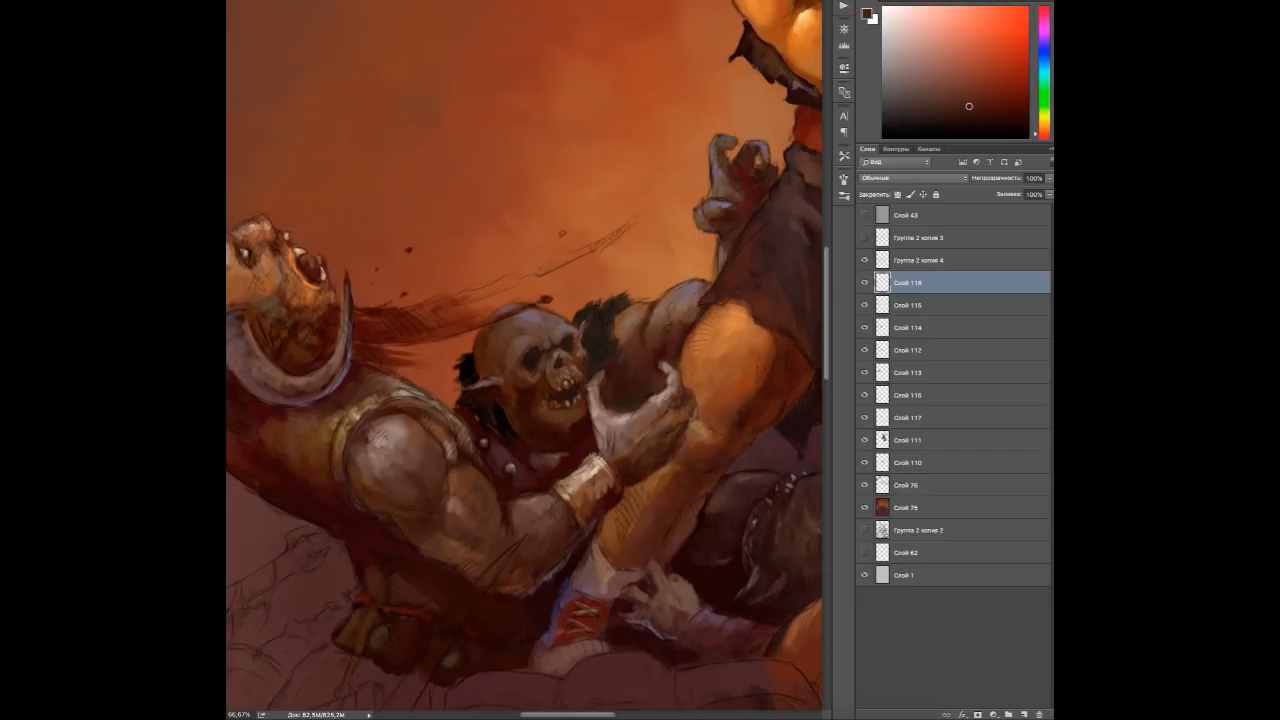 Слои Контуры Каналы
Вид
Обычные Непрозрачность: 100%
Закрепить: Заливка: 100%
Слой 43
Группа 2 копия 3
Группа 2 копия 4
Слой 118
Слой 115
Слой 114
Слой 112
Слой 113
Слой 116
Слой 117
Слой 111
Слой 110
Слой 76
Слой 75
Группа 2 копия 2
Слой 62
Слой 1
66,67% Док: 82,5M/625,2M